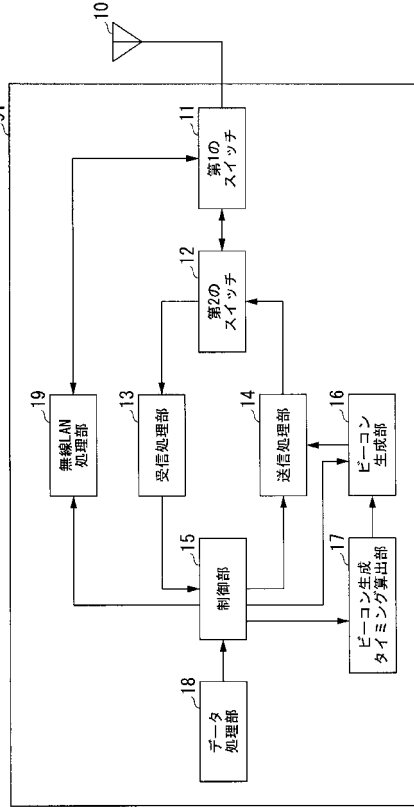 10
11
第1の
スイッチ
12
第2の
スイッチ
19
無線LAN
処理部
13
受信処理部
14
送信処理部
16
ビーコン
生成部
15
制御部
17
ビーコン生成
タイミング算出部
18
データ
処理部